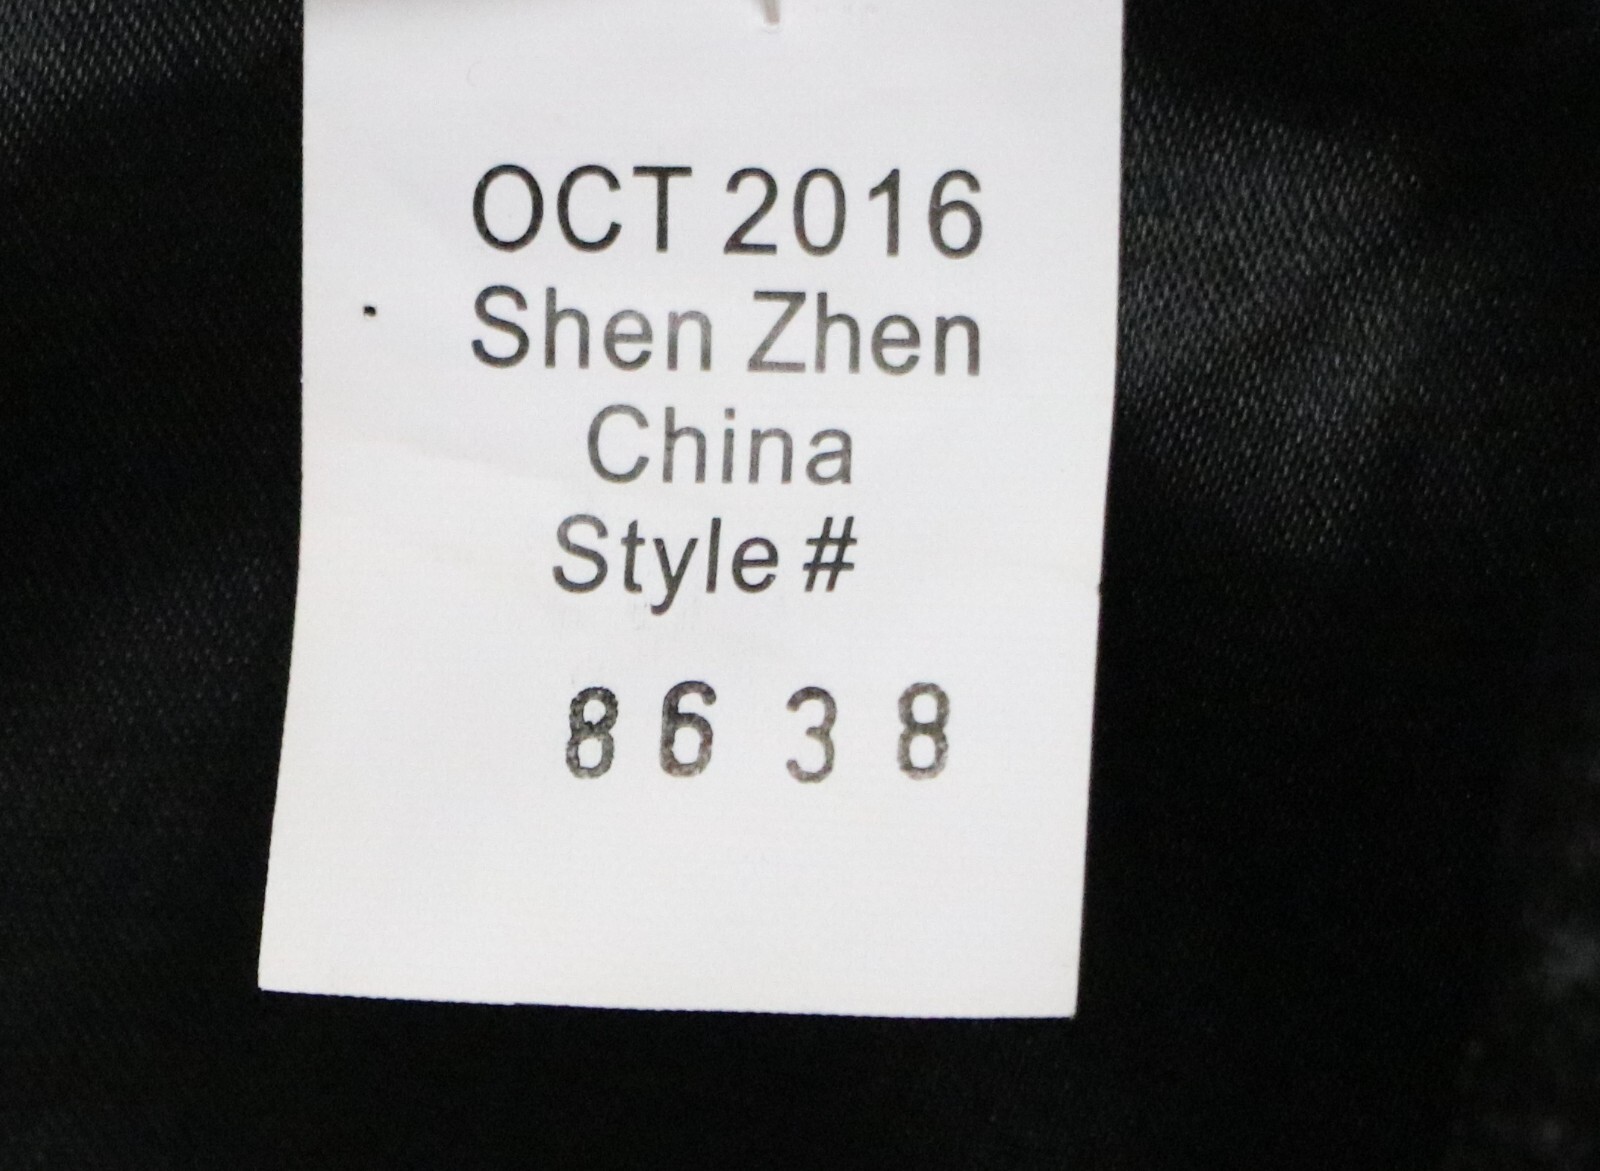 OCT 2016
Shen Zhen
China
Style #
8638